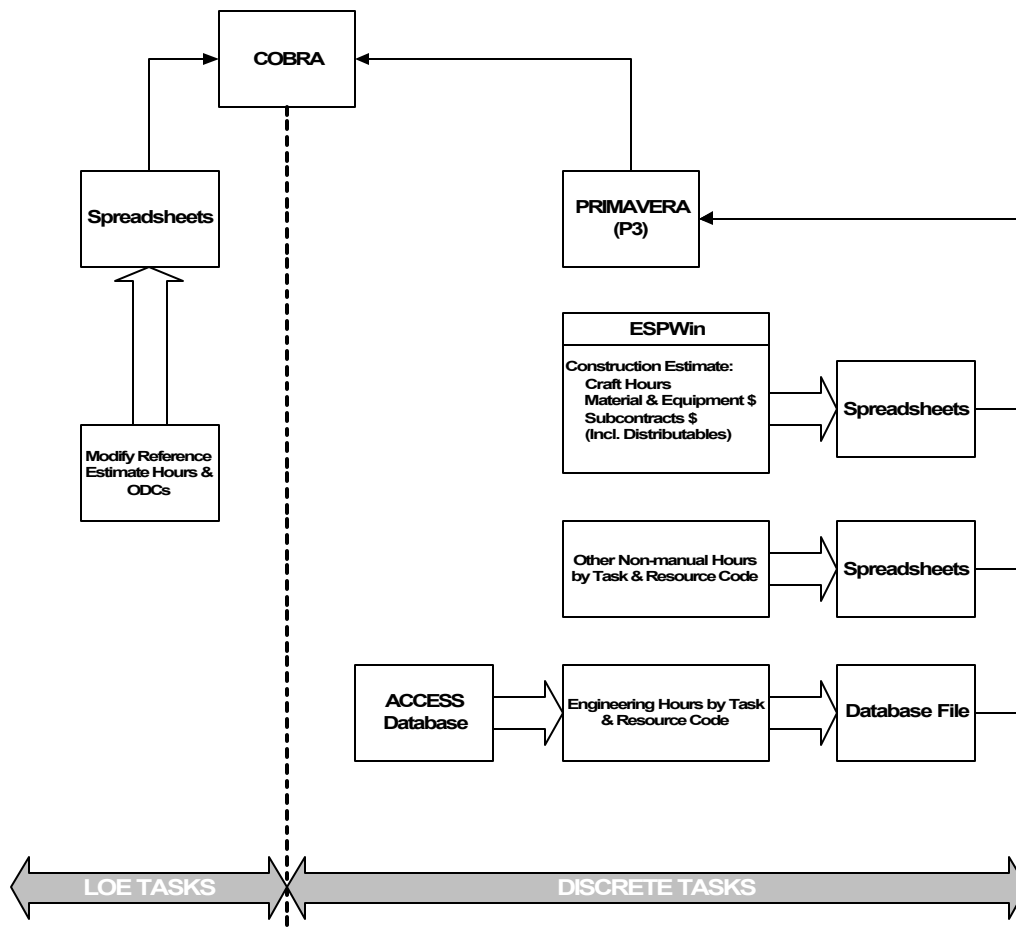 COBRA
Spreadsheets
PRIMAVERA
(P3)
ESPWin
Construction Estimate:
Craft Hours
Material & Equipment $
Subcontracts $
(Incl. Distributables)
Spreadsheets
Modify Reference
Estimate Hours &
ODCs
Other Non-manual Hours
by Task & Resource Code
Spreadsheets
ACCESS
Database
Engineering Hours by Task
& Resource Code
Database File
LOE TASKS
DISCRETE TASKS